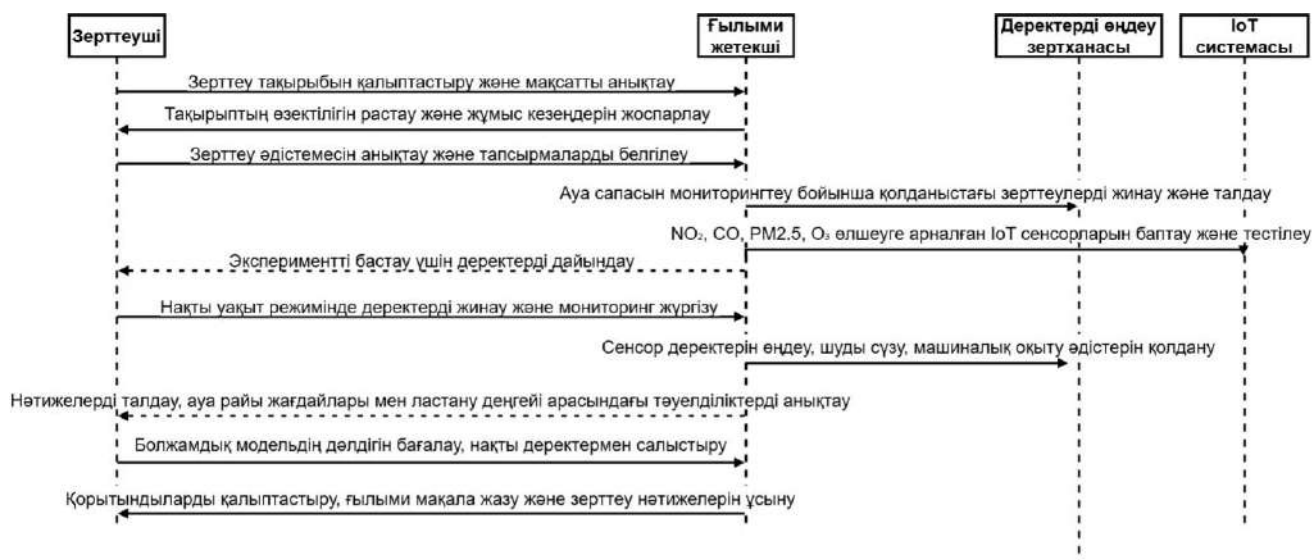 Зерттеуші
Ғылыми
жетекші
Деректерді өңдеу
зертханасы
IoT
системасы
Зерттеу тақырыбын қалыптастыру және мақсатты анықтау
Тақырыптың өзектілігін растау және жұмыс кезеңдерін жоспарлау
Зерттеу әдістемесін анықтау және тапсырмаларды белгілеу
Ауа сапасын мониторингтеу бойынша қолданыстағы зерттеулерді жинау және талдау
NO₂, CO, PM2.5, O₃ өлшеуге арналған IoT сенсорларын баптау және тестілеу
Экспериментті бастау үшін деректерді дайындау
Нақты уақыт режимінде деректерді жинау және мониторинг жүргізу
Сенсор деректерін өңдеу, шуды сүзу, машиналық оқыту әдістерін қолдану
Нәтижелерді талдау, ауа райы жағдайлары мен ластану деңгейі арасындағы тәуелділіктерді анықтау
Болжамдық модельдің дәлдігін бағалау, нақты деректермен салыстыру
Қорытындыларды қалыптастыру, ғылыми мақала жазу және зерттеу нәтижелерін ұсыну